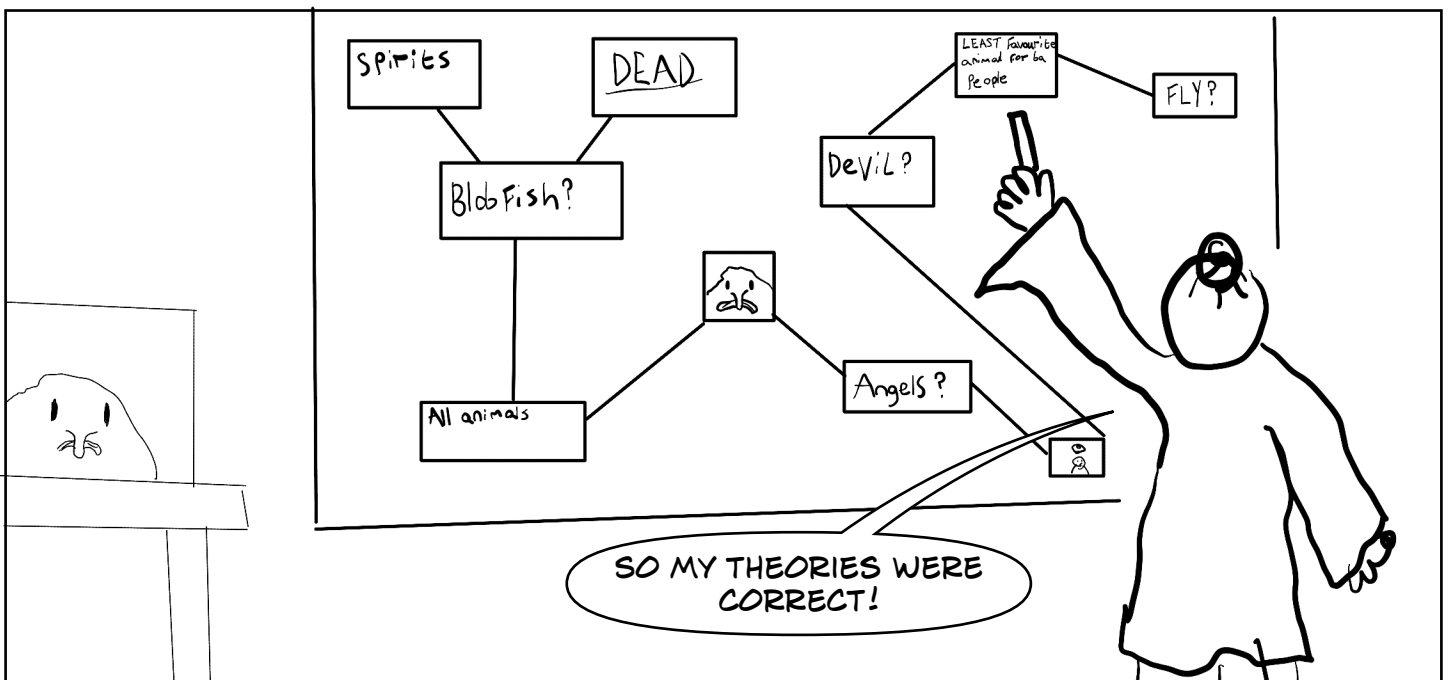 Spirits
DEAD
LEAST favourite
animal for ba
People
FLY?
DeViL?
BlobFish?
Angels?
All animals
SO MY THEORIES WERE
CORRECT!